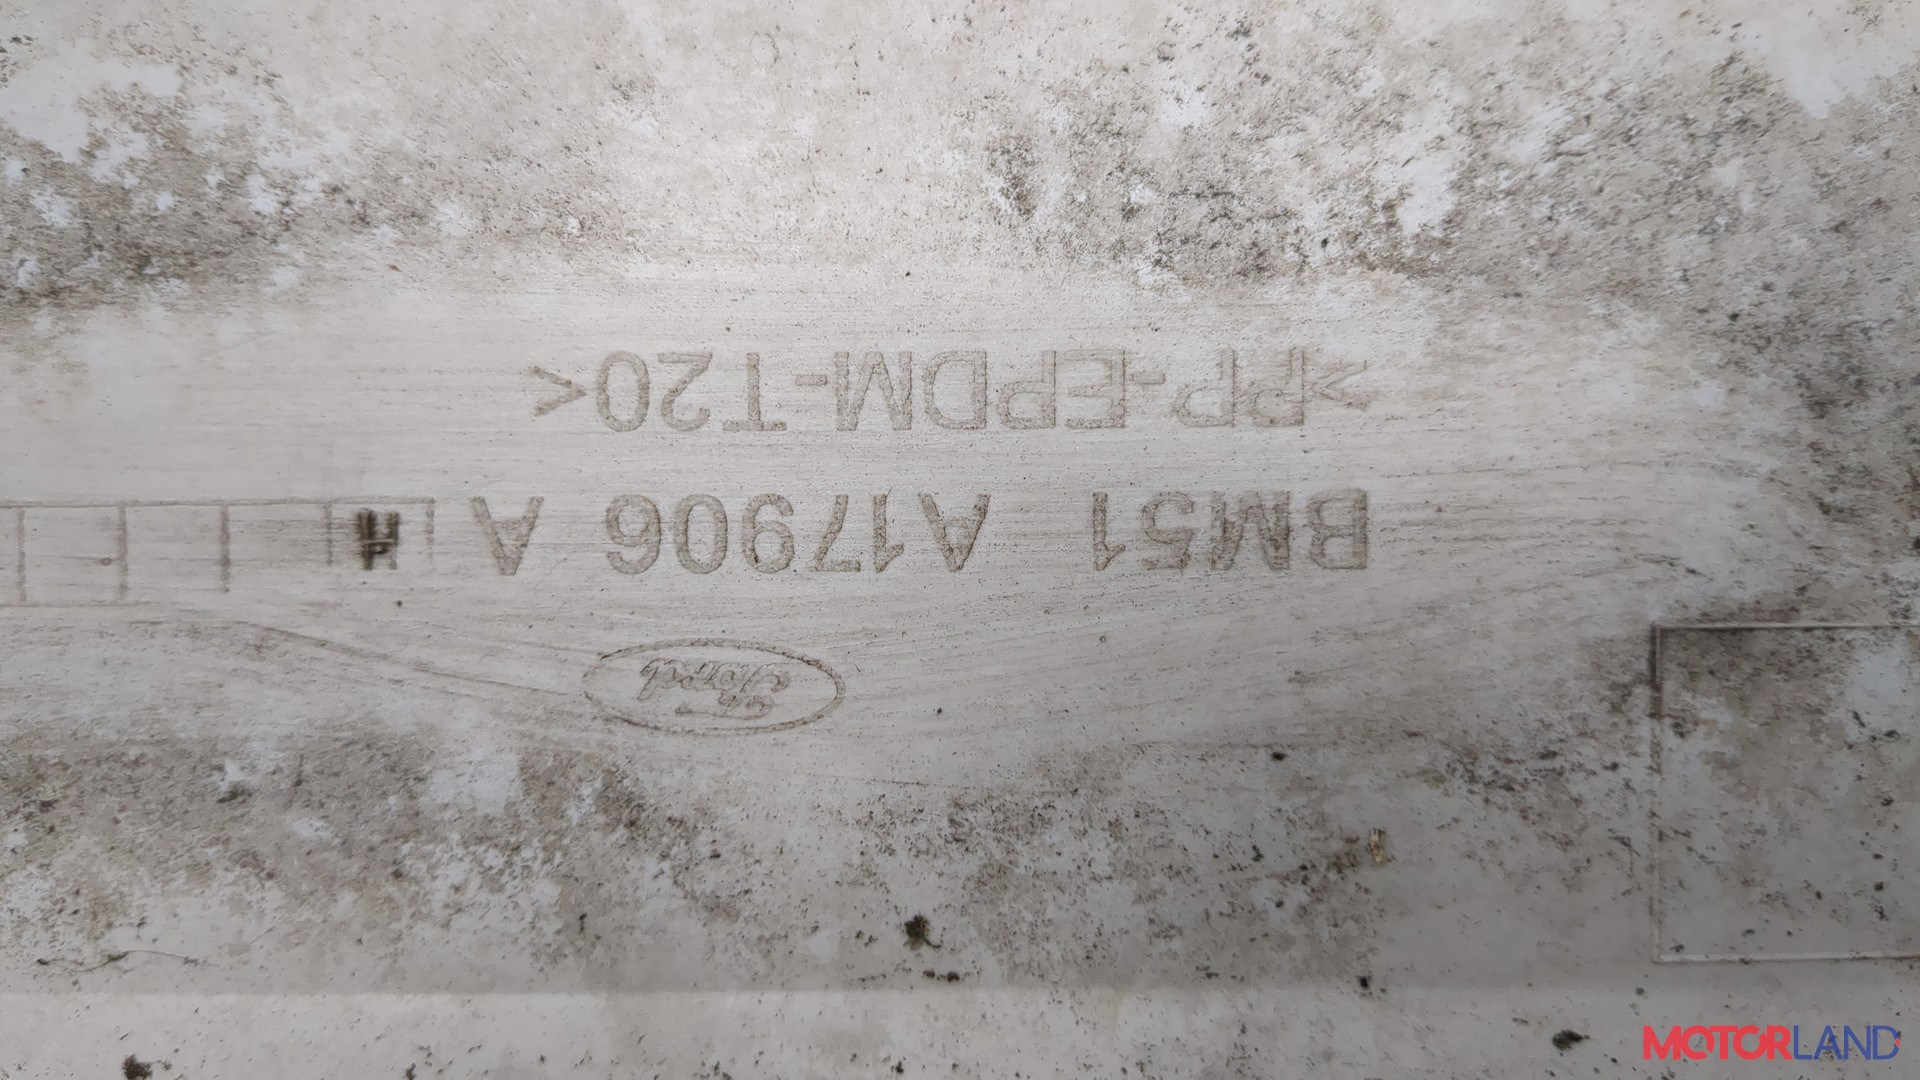 Ford
BM51 A17906 A H
>PP-EPDM-T20<
MOTORLAND